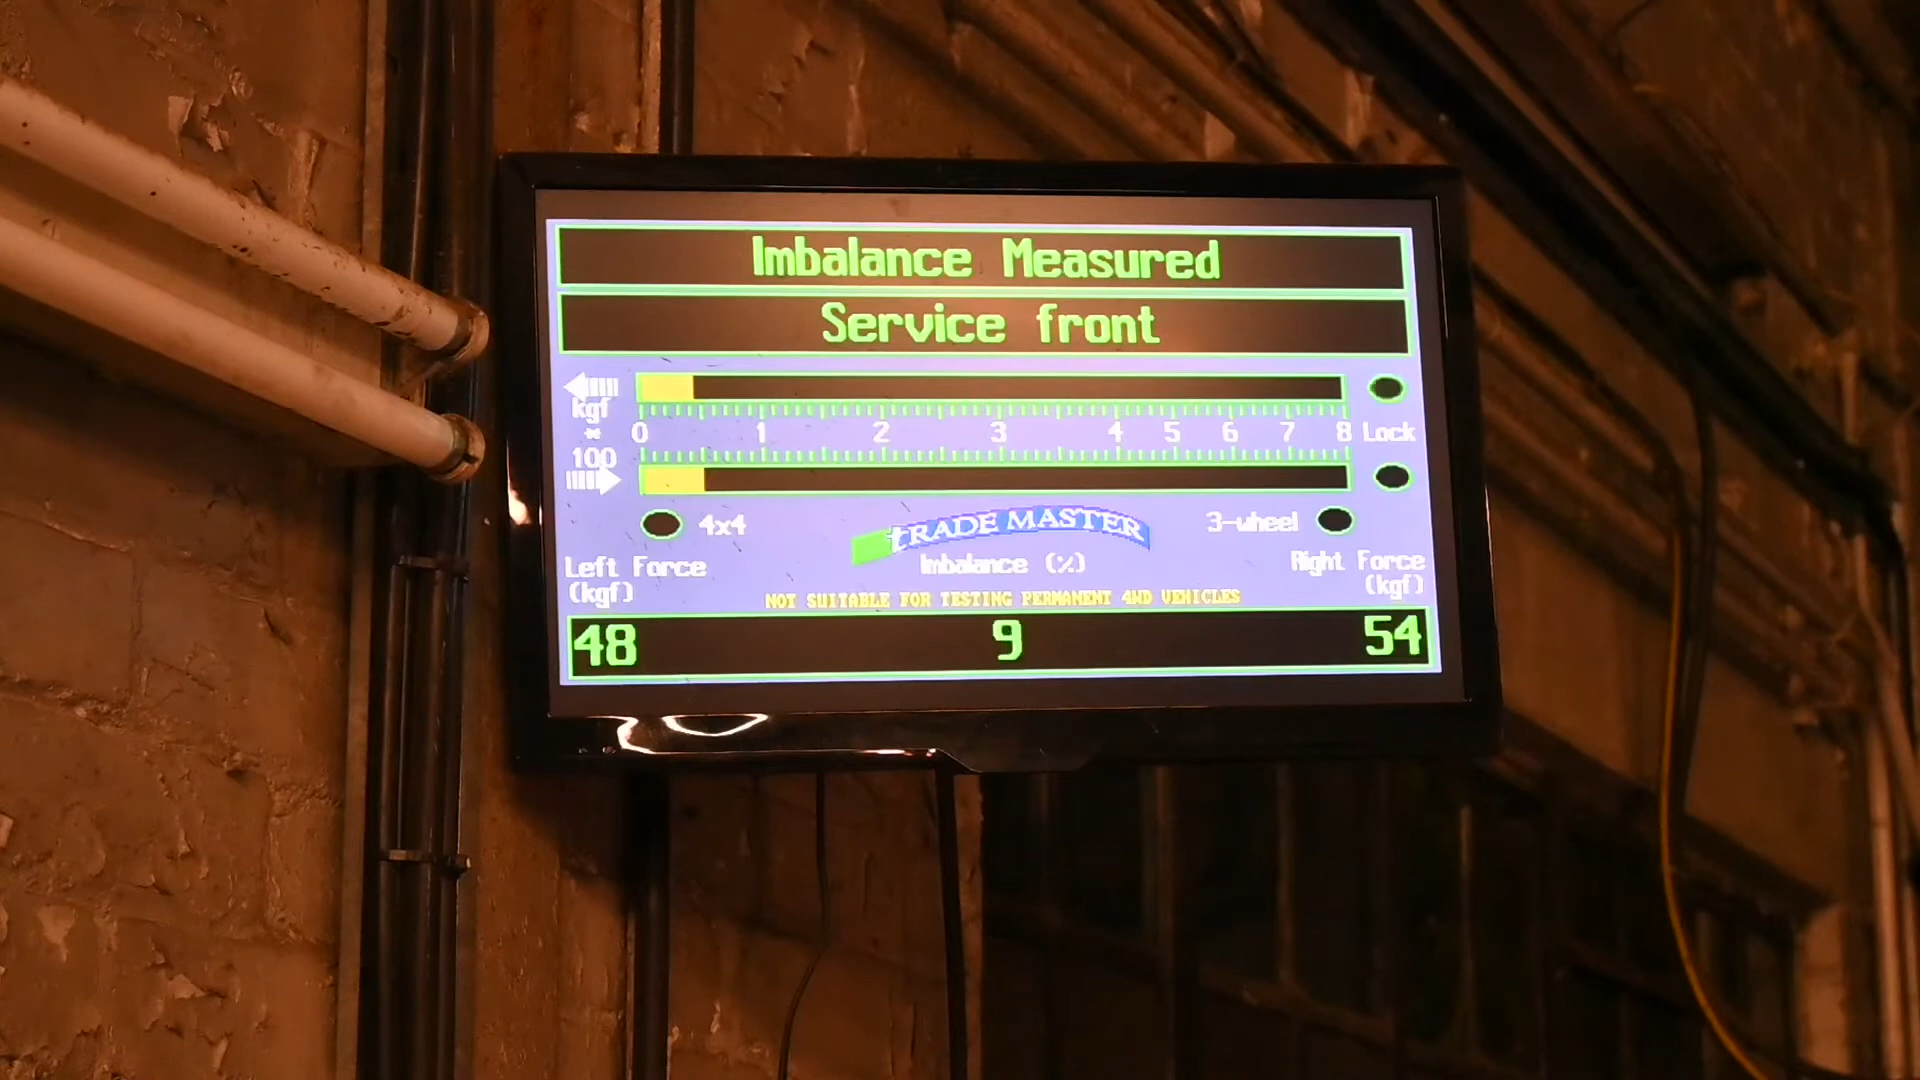 Imbalance Measured
Service front
kgf
*
100
0 1 2 3 4 5 6 7 8 Lock
4x4
tRADE MASTER
3-wheel
Left Force
(kgf)
Imbalance (%)
Right Force
(kgf)
NOT SUITABLE FOR TESTING PERMANENT 4WD VEHICLES
48 9 54